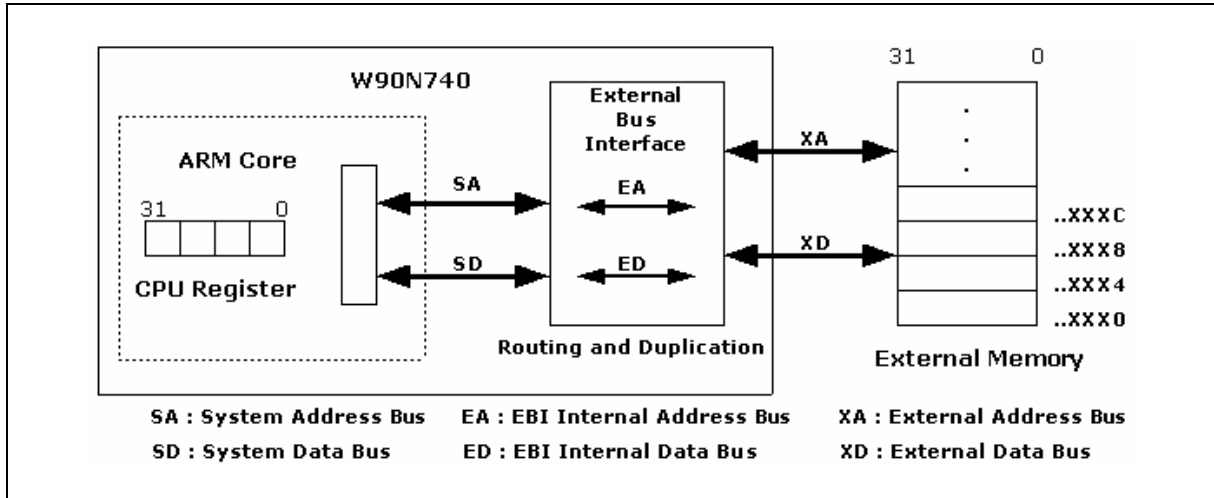 W90N740
ARM Core
31 0
CPU Register
SA
SD
External
Bus
Interface
EA
ED
Routing and Duplication
XA
XD
31 0
.
.
.
..XXXC
..XXX8
..XXX4
..XXX0
External Memory
SA : System Address Bus EA : EBI Internal Address Bus XA : External Address Bus
SD : System Data Bus ED : EBI Internal Data Bus XD : External Data Bus